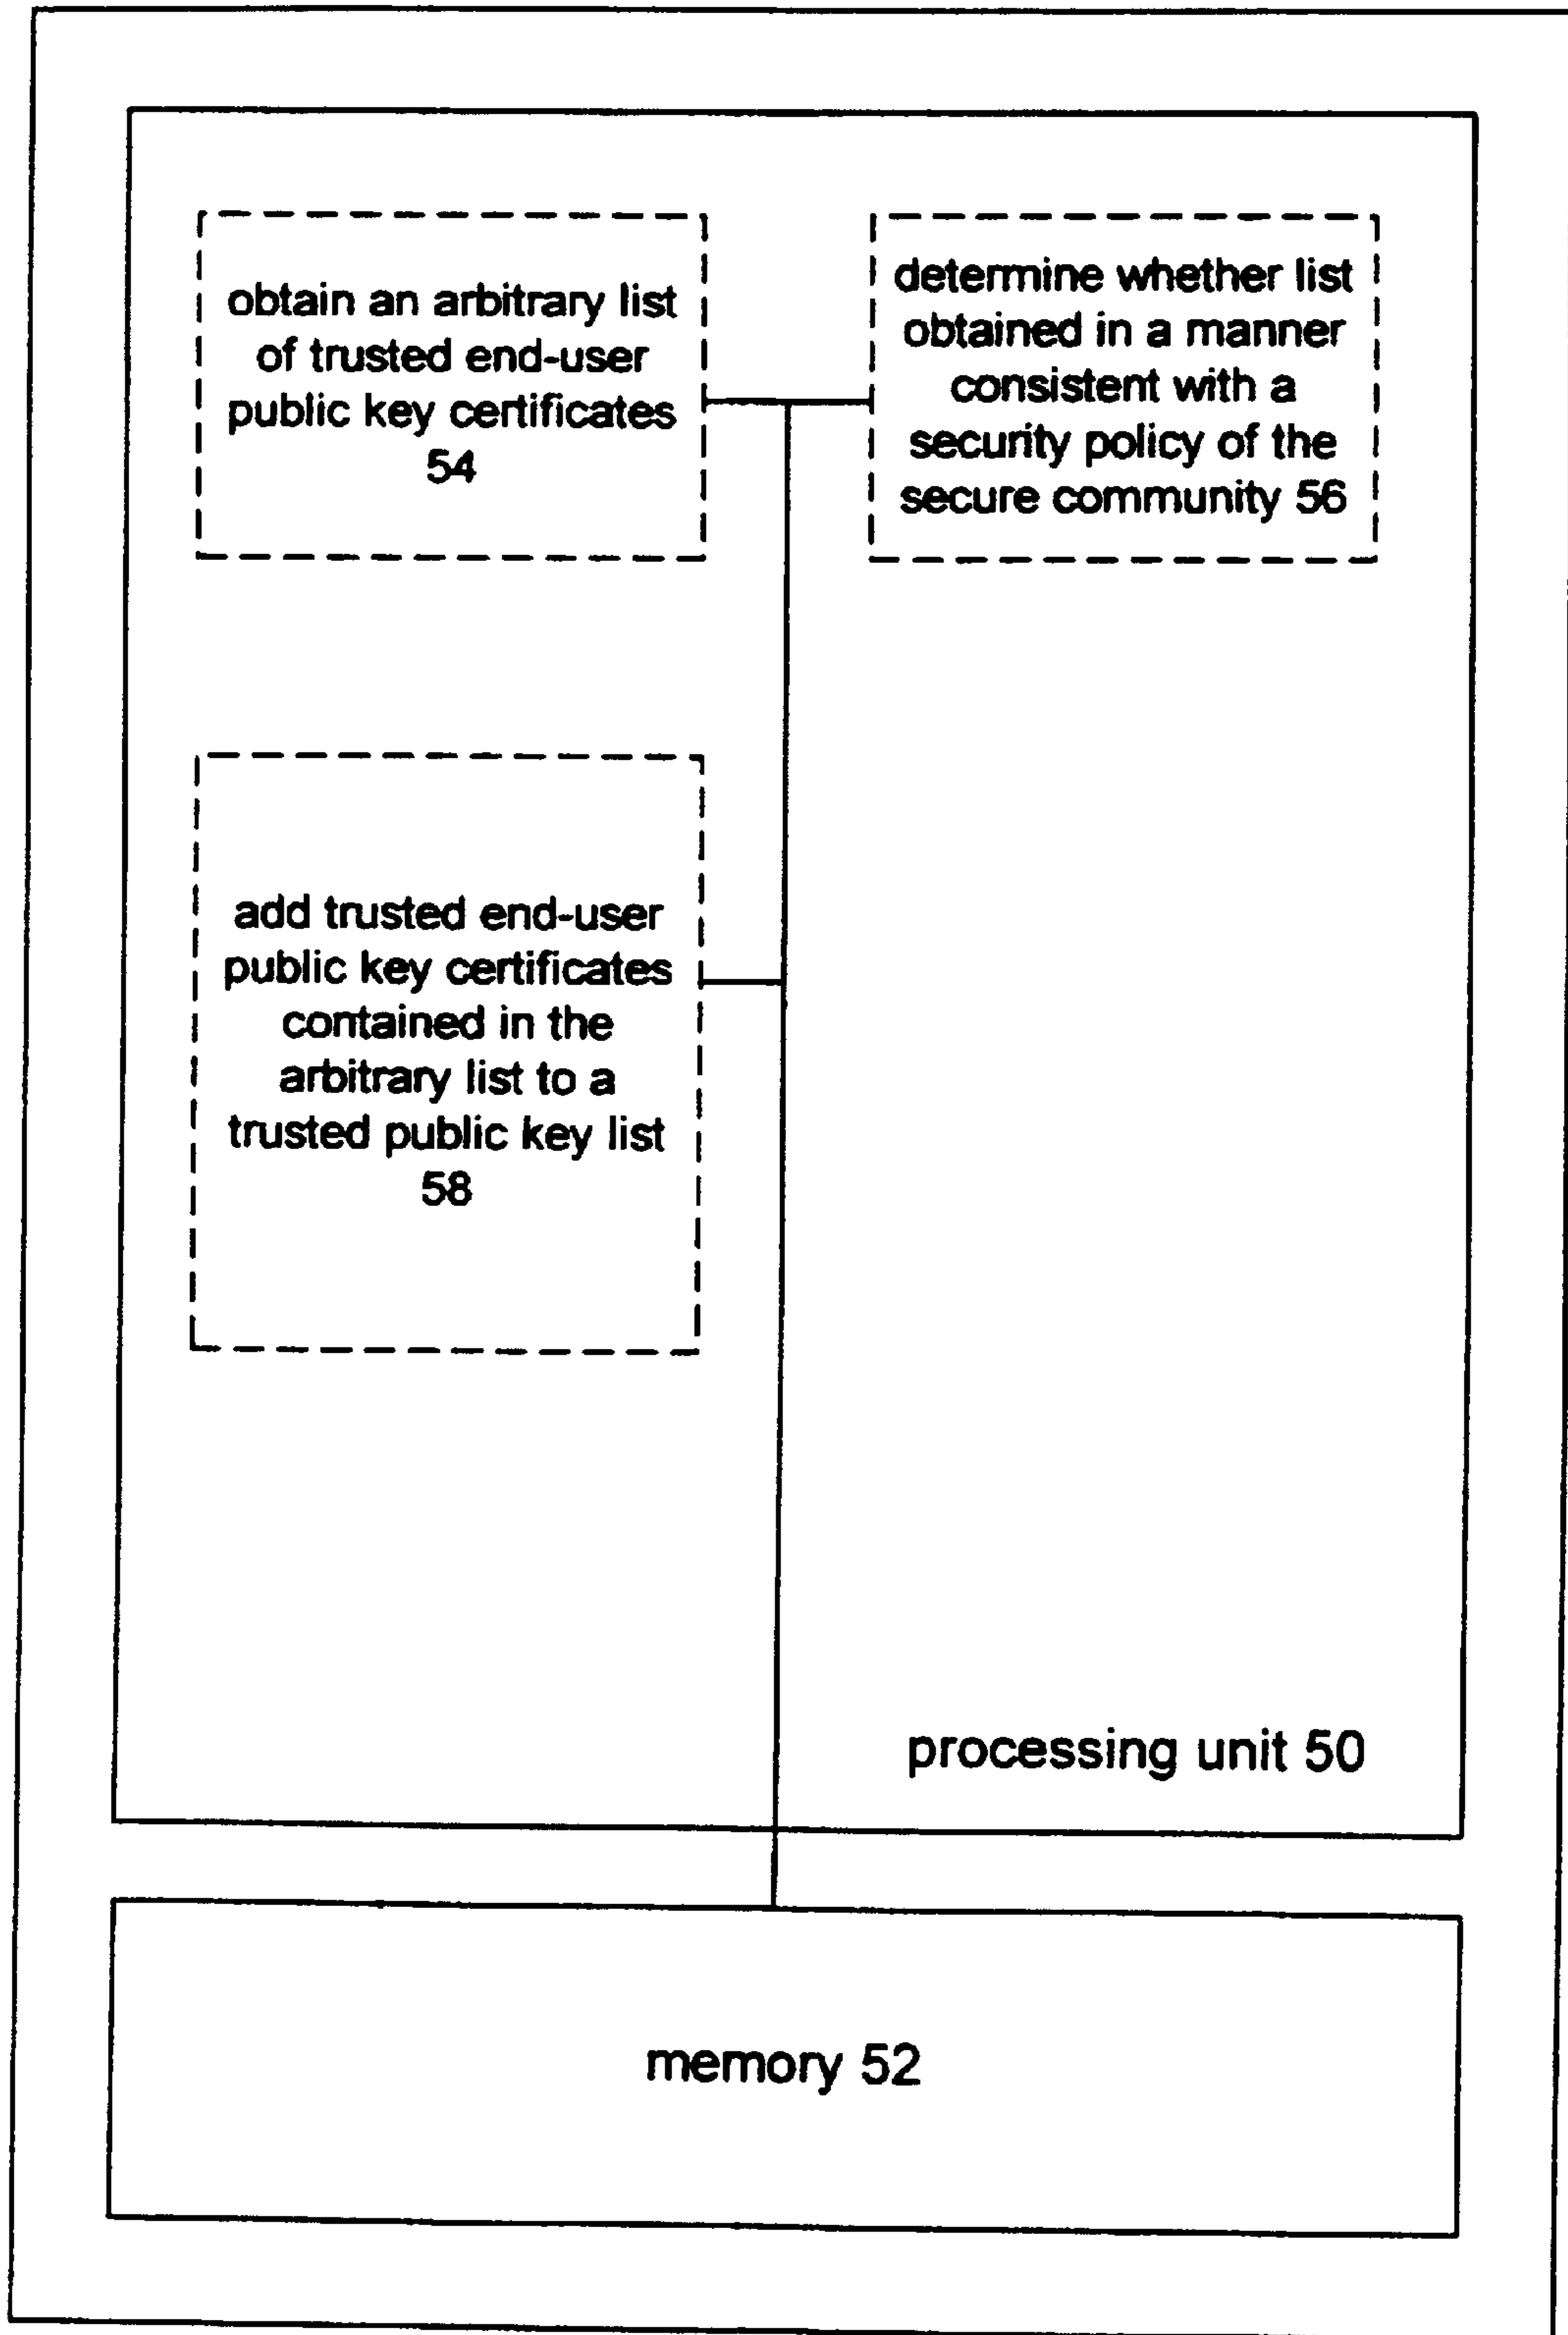 obtain an arbitrary list
of trusted end-user
public key certificates
54
determine whether list
obtained in a manner
consistent with a
security policy of the
secure community 56
add trusted end-user
public key certificates
contained in the
arbitrary list to a
trusted public key list
58
processing unit 50
memory 52